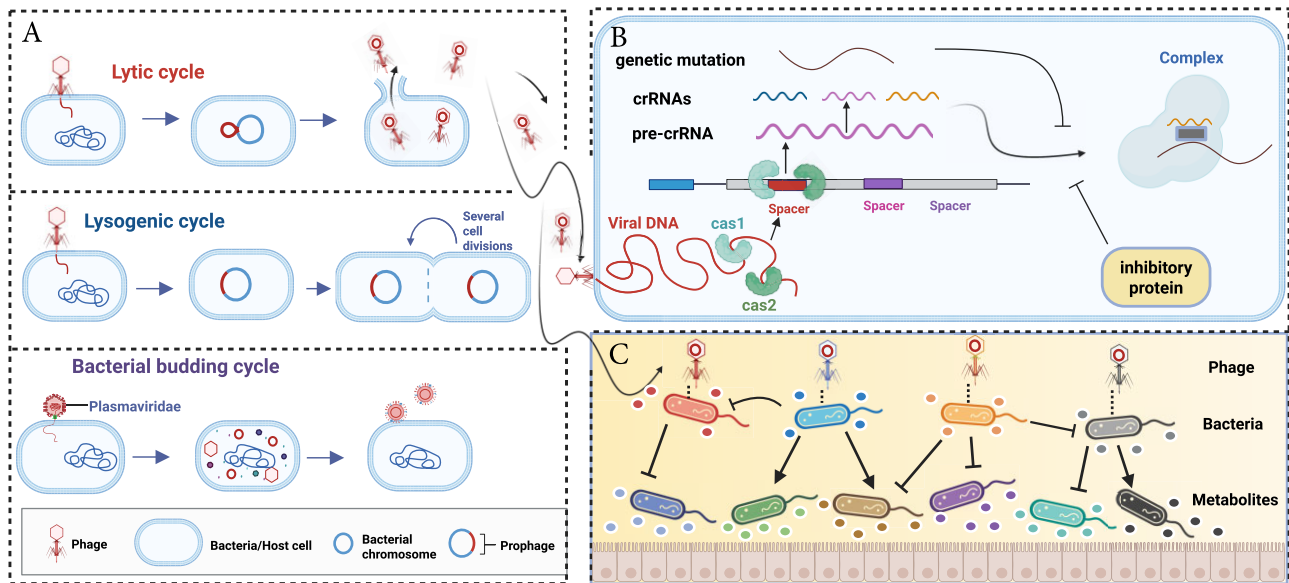 A
Lytic cycle
Lysogenic cycle
Several
cell
divisions
Bacterial budding cycle
Plasmaviridae
Phage
Bacteria/Host cell
Bacterial
chromosome
Prophage
B
genetic mutation
crRNAs
pre-crRNA
Complex
Spacer
Spacer
Spacer
Viral DNA
cas1
cas2
inhibitory
protein
C
Phage
Bacteria
Metabolites